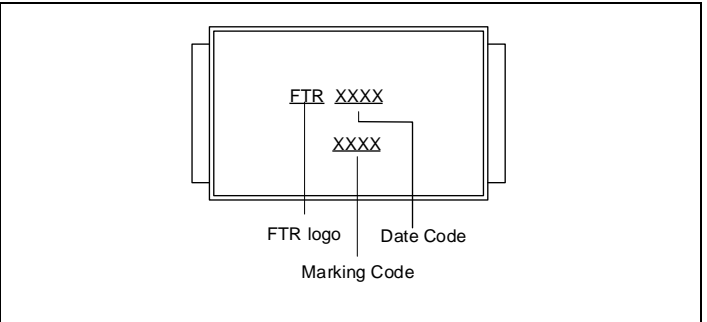 FTR XXXX
XXXX
FTR logo Date Code
Marking Code